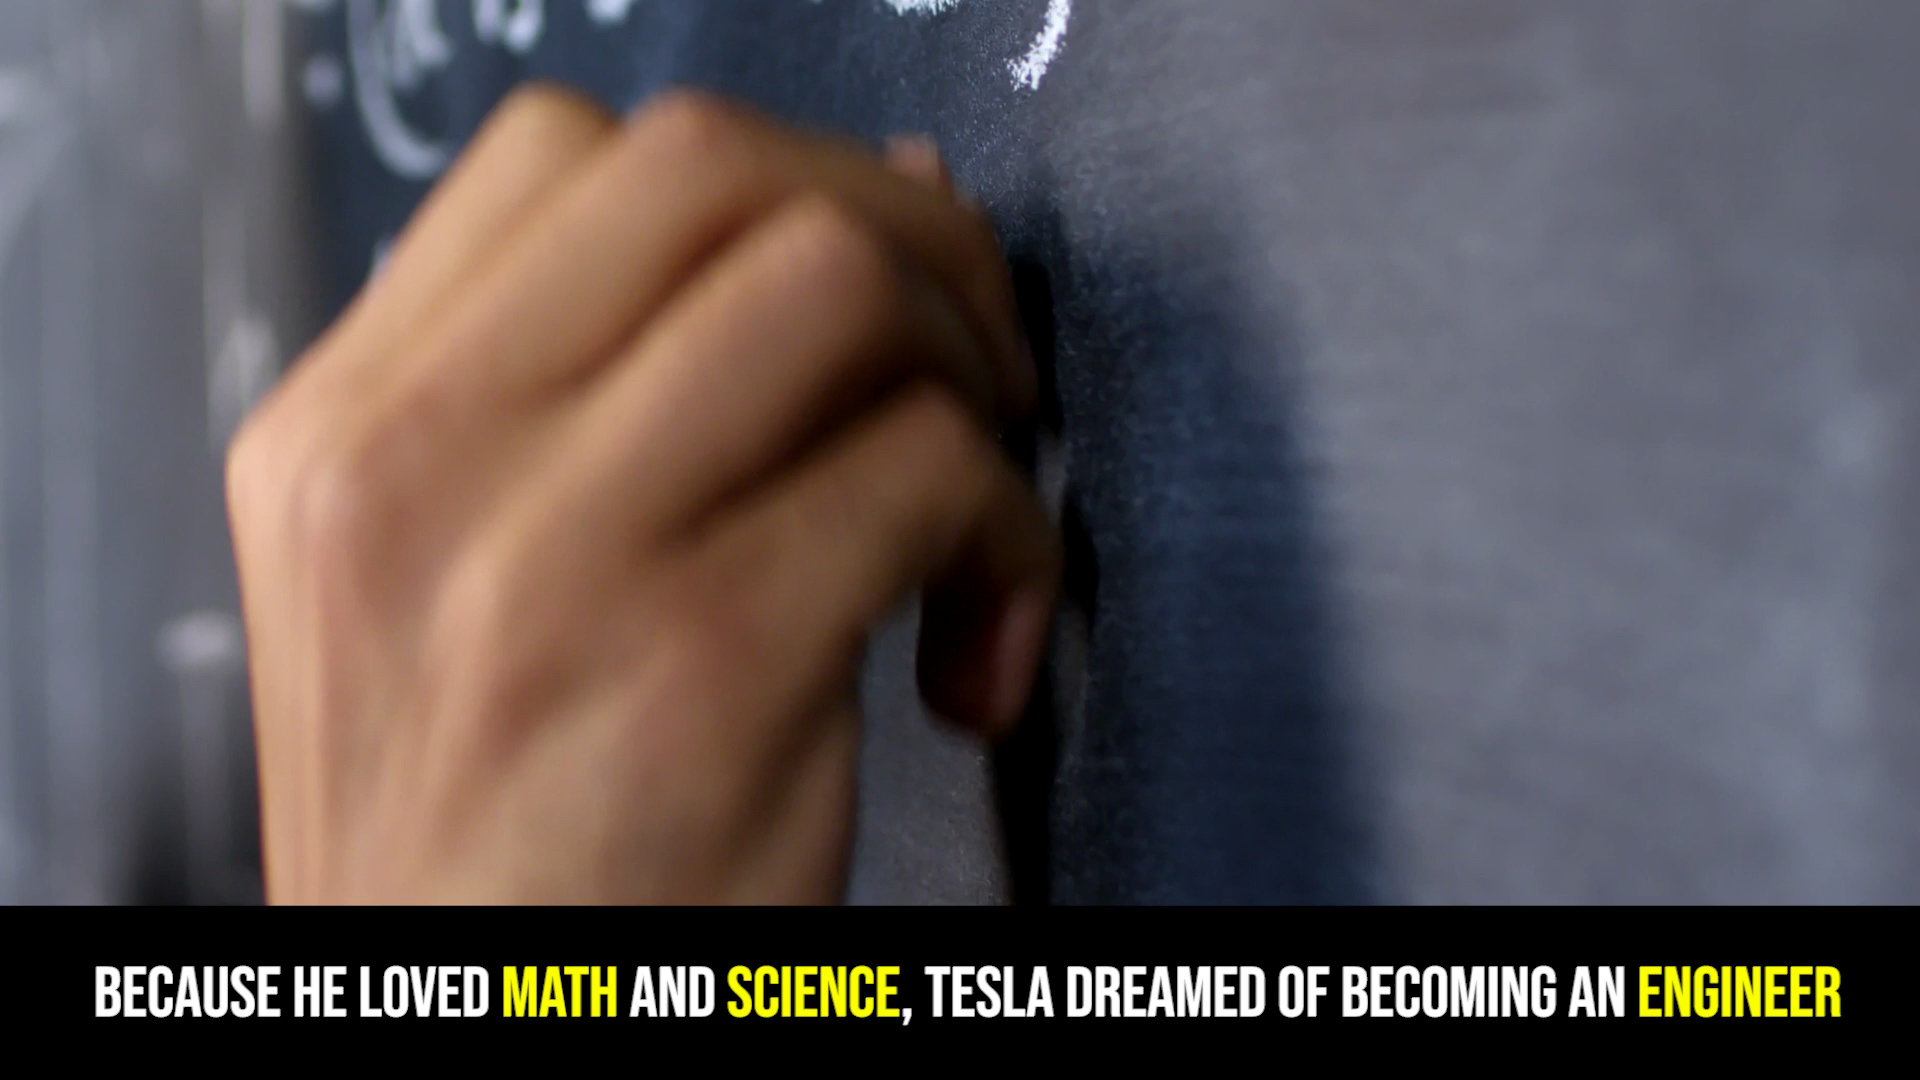 BECAUSE HE LOVED MATH AND SCIENCE, TESLA DREAMED OF BECOMING AN ENGINEER